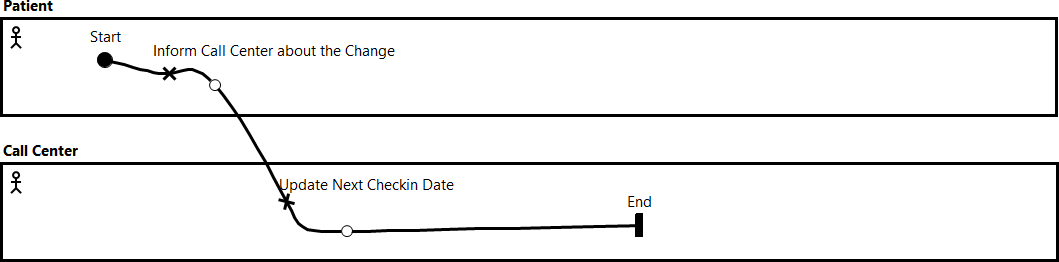 Patient
Start
Inform Call Center about the Change
Call Center
Update Next Checkin Date
End